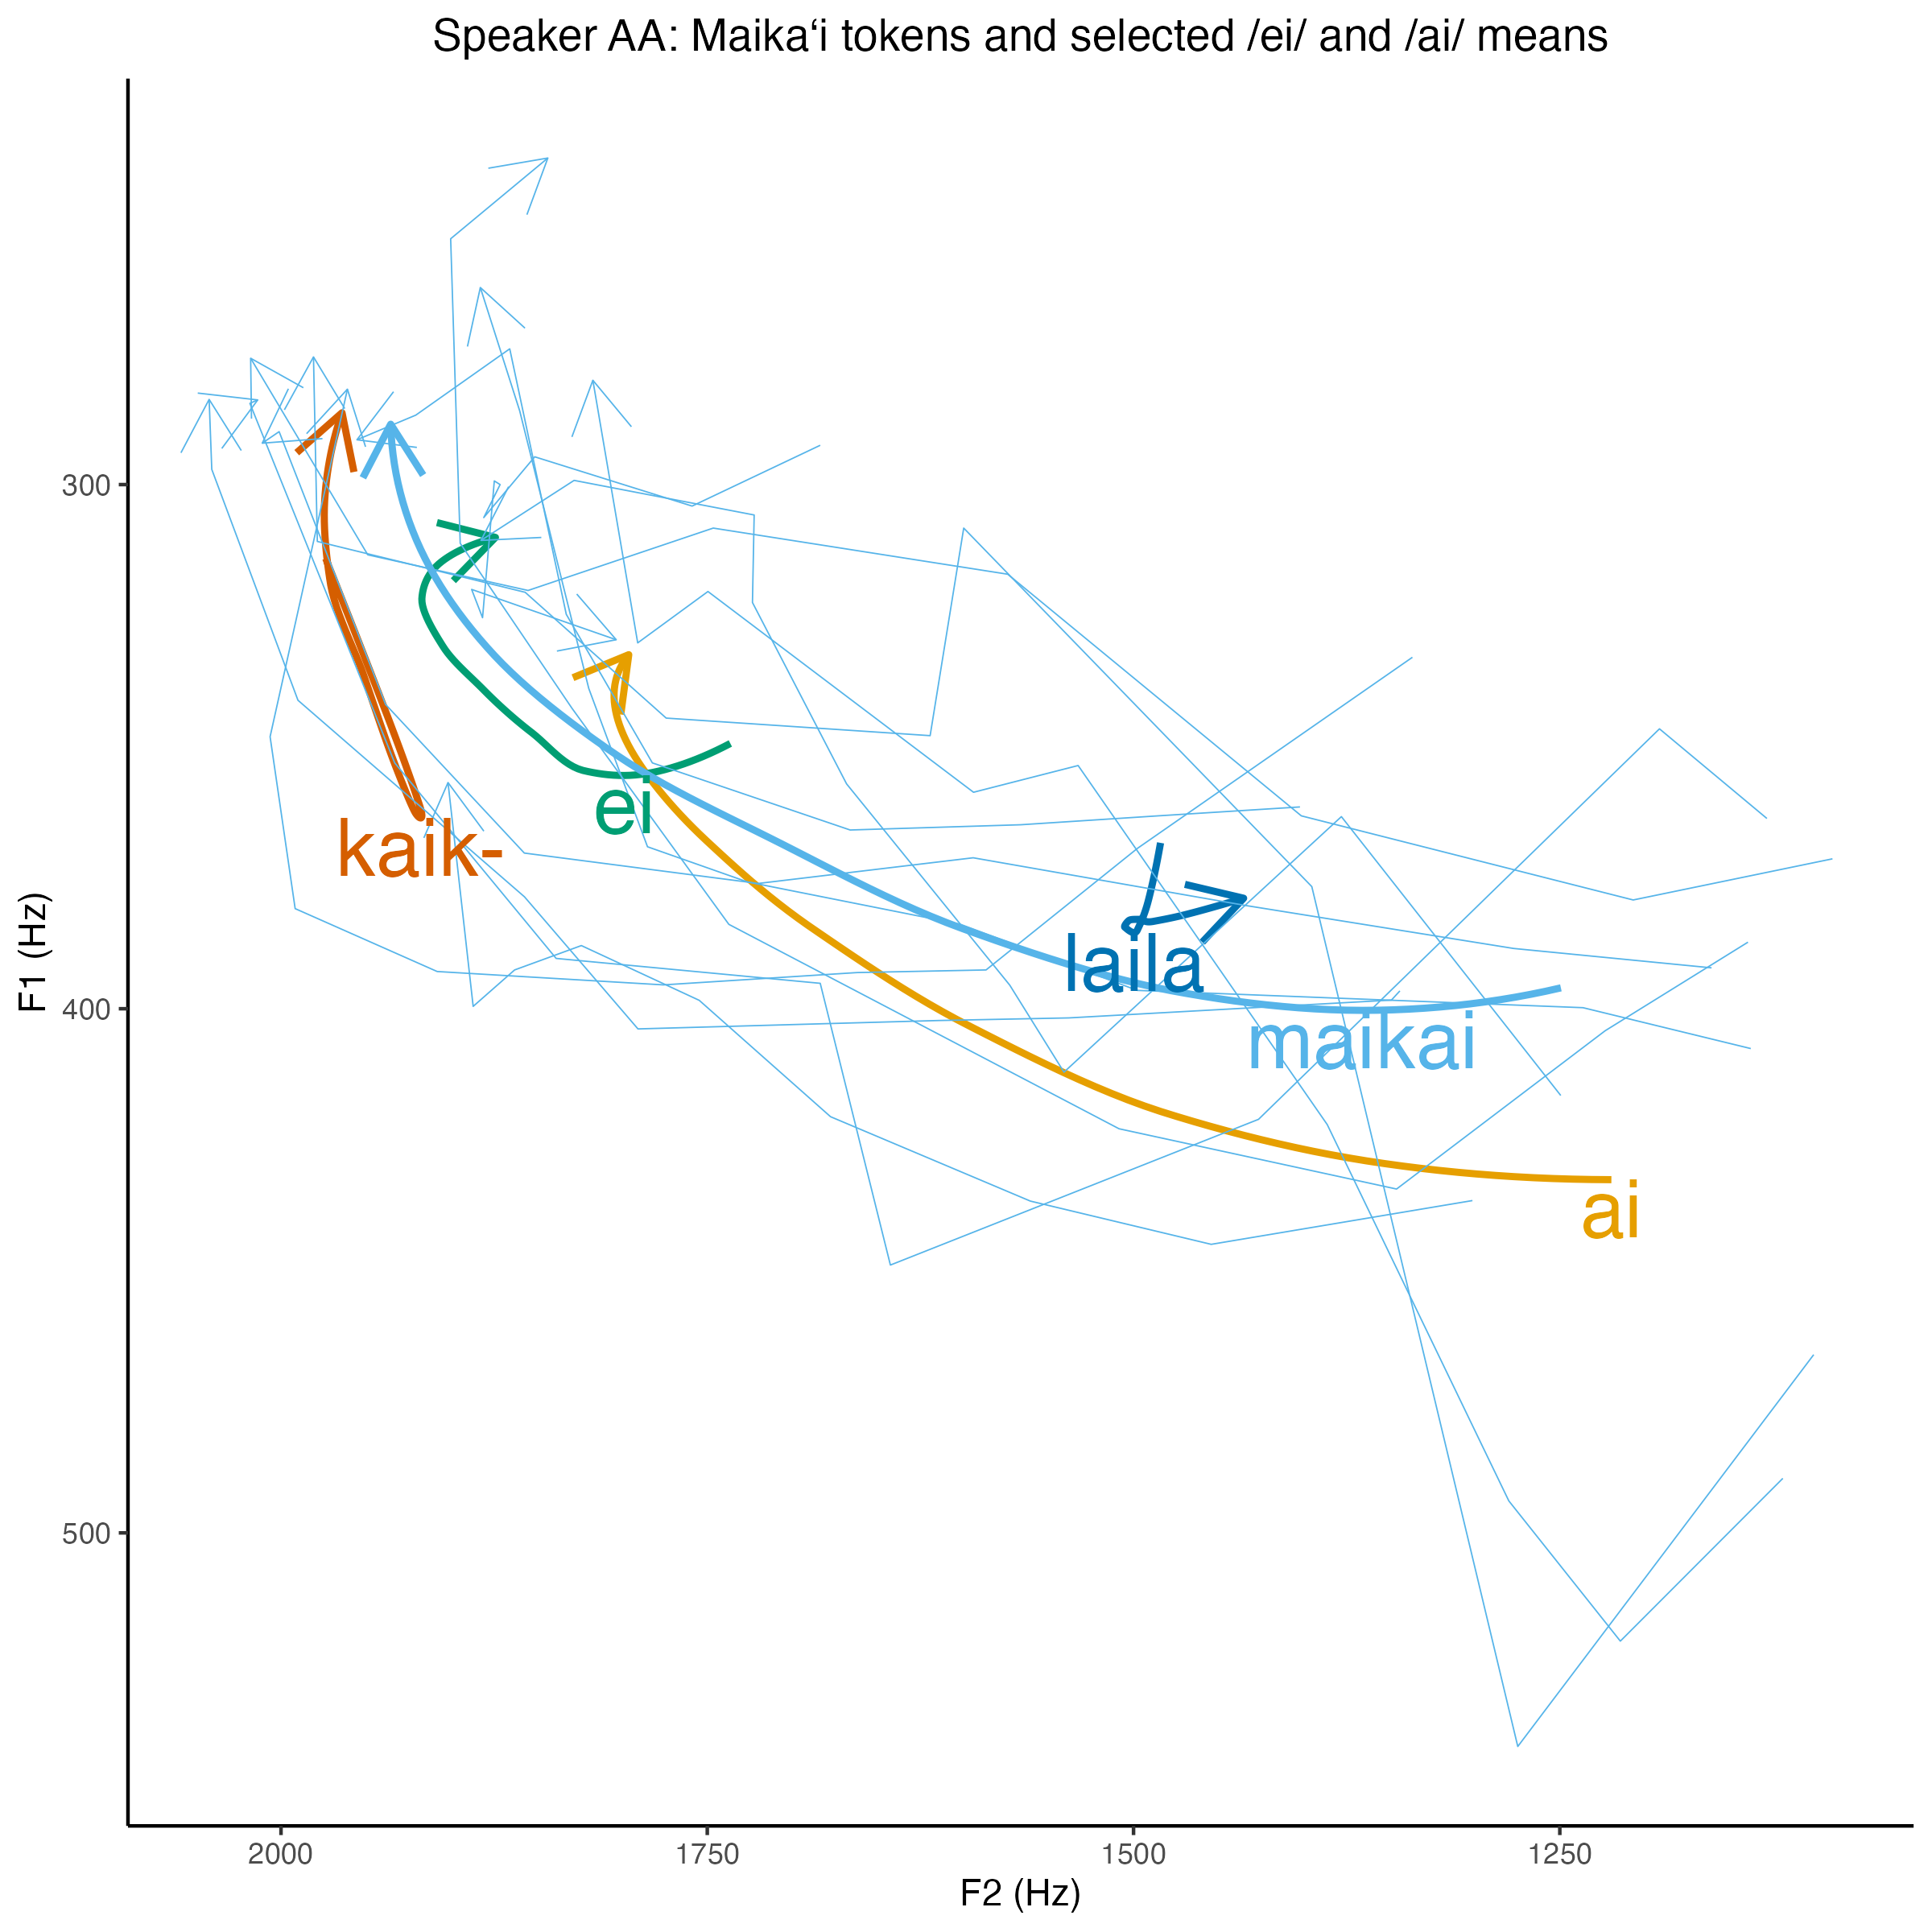 Speaker AA: Maika‘i tokens and selected /ei/ and /ai/ means
300
ei
kaik-
laila
F1 (Hz)
400
maikai
ai
500
2000 1750 1500 1250
F2 (Hz)